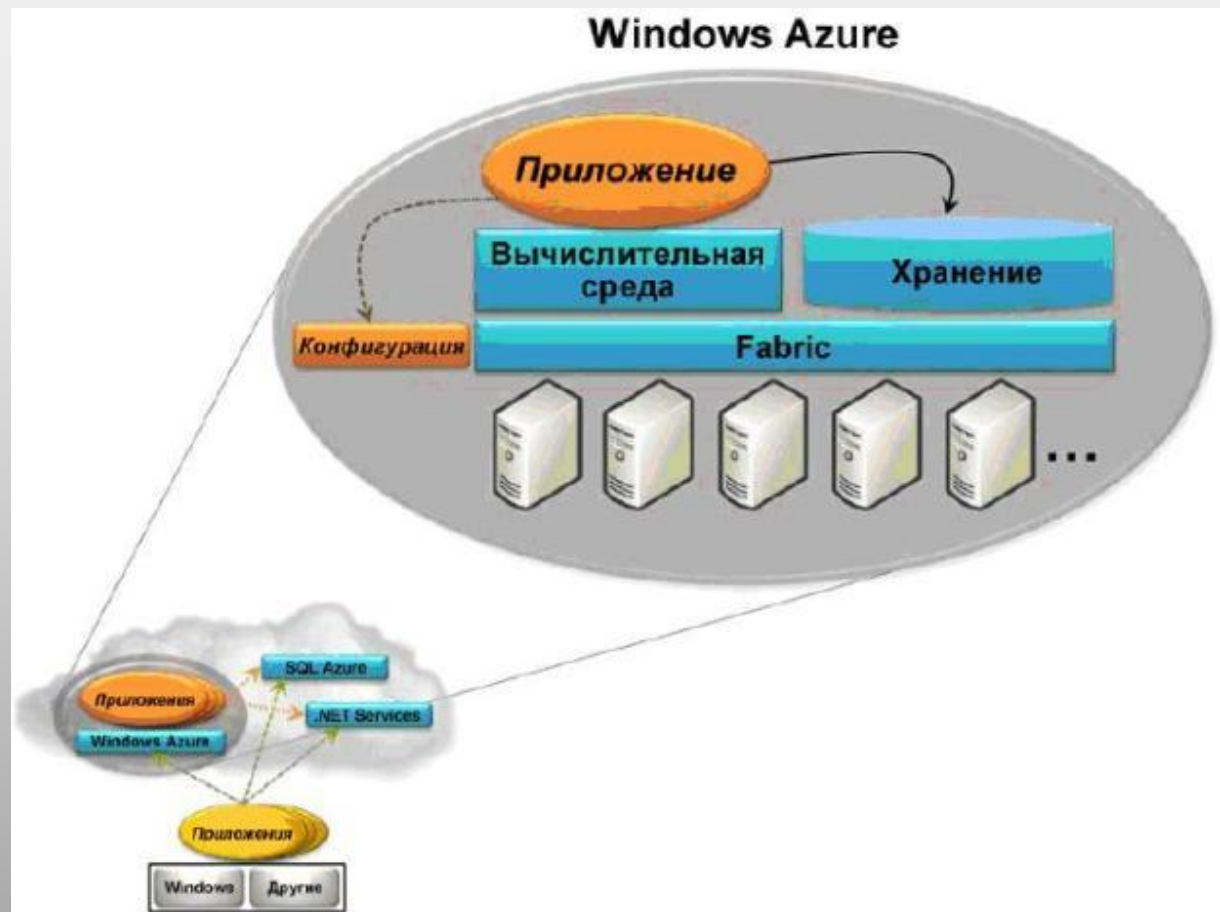 Windows Azure
Приложение
Вычислительная
среда
Хранение
Конфигурация
Fabric
...
SQL Azure
Приложения
.NET Services
Windows Azure
Приложения
Windows
Другие